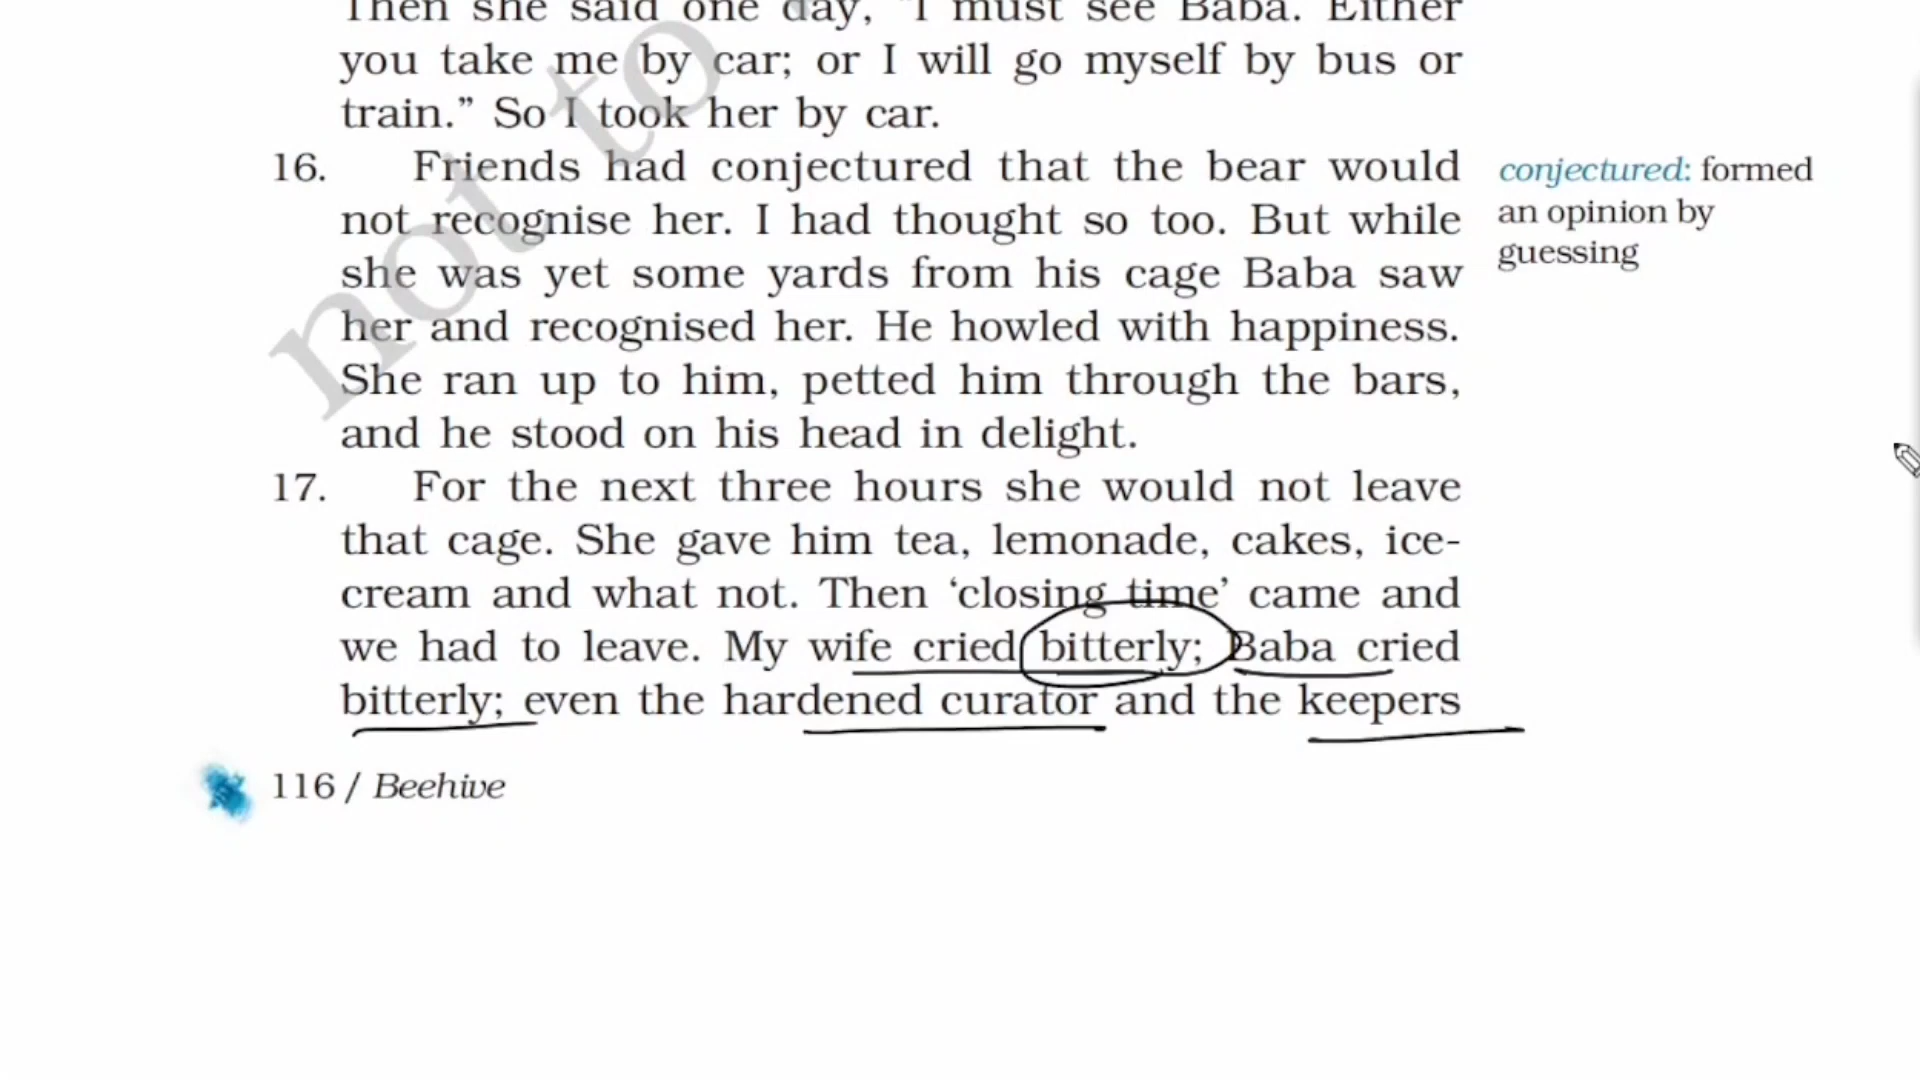 Then she said one day, "I must see Baba. Either
you take me by car; or I will go myself by bus or
train.” So I took her by car.
16. Friends had conjectured that the bear would
not recognise her. I had thought so too. But while
she was yet some yards from his cage Baba saw
her and recognised her. He howled with happiness.
She ran up to him, petted him through the bars,
and he stood on his head in delight.
conjectured: formed
an opinion by
guessing
17. For the next three hours she would not leave
that cage. She gave him tea, lemonade, cakes, ice-
cream and what not. Then ‘closing time’ came and
we had to leave. My wife cried bitterly; Baba cried
bitterly; even the hardened curator and the keepers
116 / Beehive
not to